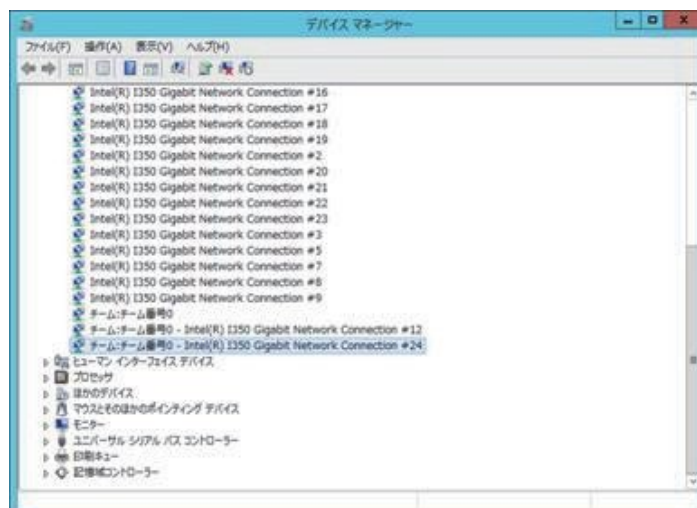 デバイス マネージャー
ファイル(F) 操作(A) 表示(V) ヘルプ(H)
Intel(R) I350 Gigabit Network Connection #16
Intel(R) I350 Gigabit Network Connection #17
Intel(R) I350 Gigabit Network Connection #18
Intel(R) I350 Gigabit Network Connection #19
Intel(R) I350 Gigabit Network Connection #2
Intel(R) I350 Gigabit Network Connection #20
Intel(R) I350 Gigabit Network Connection #21
Intel(R) I350 Gigabit Network Connection #22
Intel(R) I350 Gigabit Network Connection #23
Intel(R) I350 Gigabit Network Connection #3
Intel(R) I350 Gigabit Network Connection #5
Intel(R) I350 Gigabit Network Connection #7
Intel(R) I350 Gigabit Network Connection #8
Intel(R) I350 Gigabit Network Connection #9
チーム:チーム番号0
チーム:チーム番号0 - Intel(R) I350 Gigabit Network Connection #12
チーム:チーム番号0 - Intel(R) I350 Gigabit Network Connection #24
ヒューマン インターフェイス デバイス
プロセッサ
ほかのデバイス
マウスとそのほかのポインティング デバイス
モニター
ユニバーサル シリアル バス コントローラー
印刷キュー
記憶域コントローラー